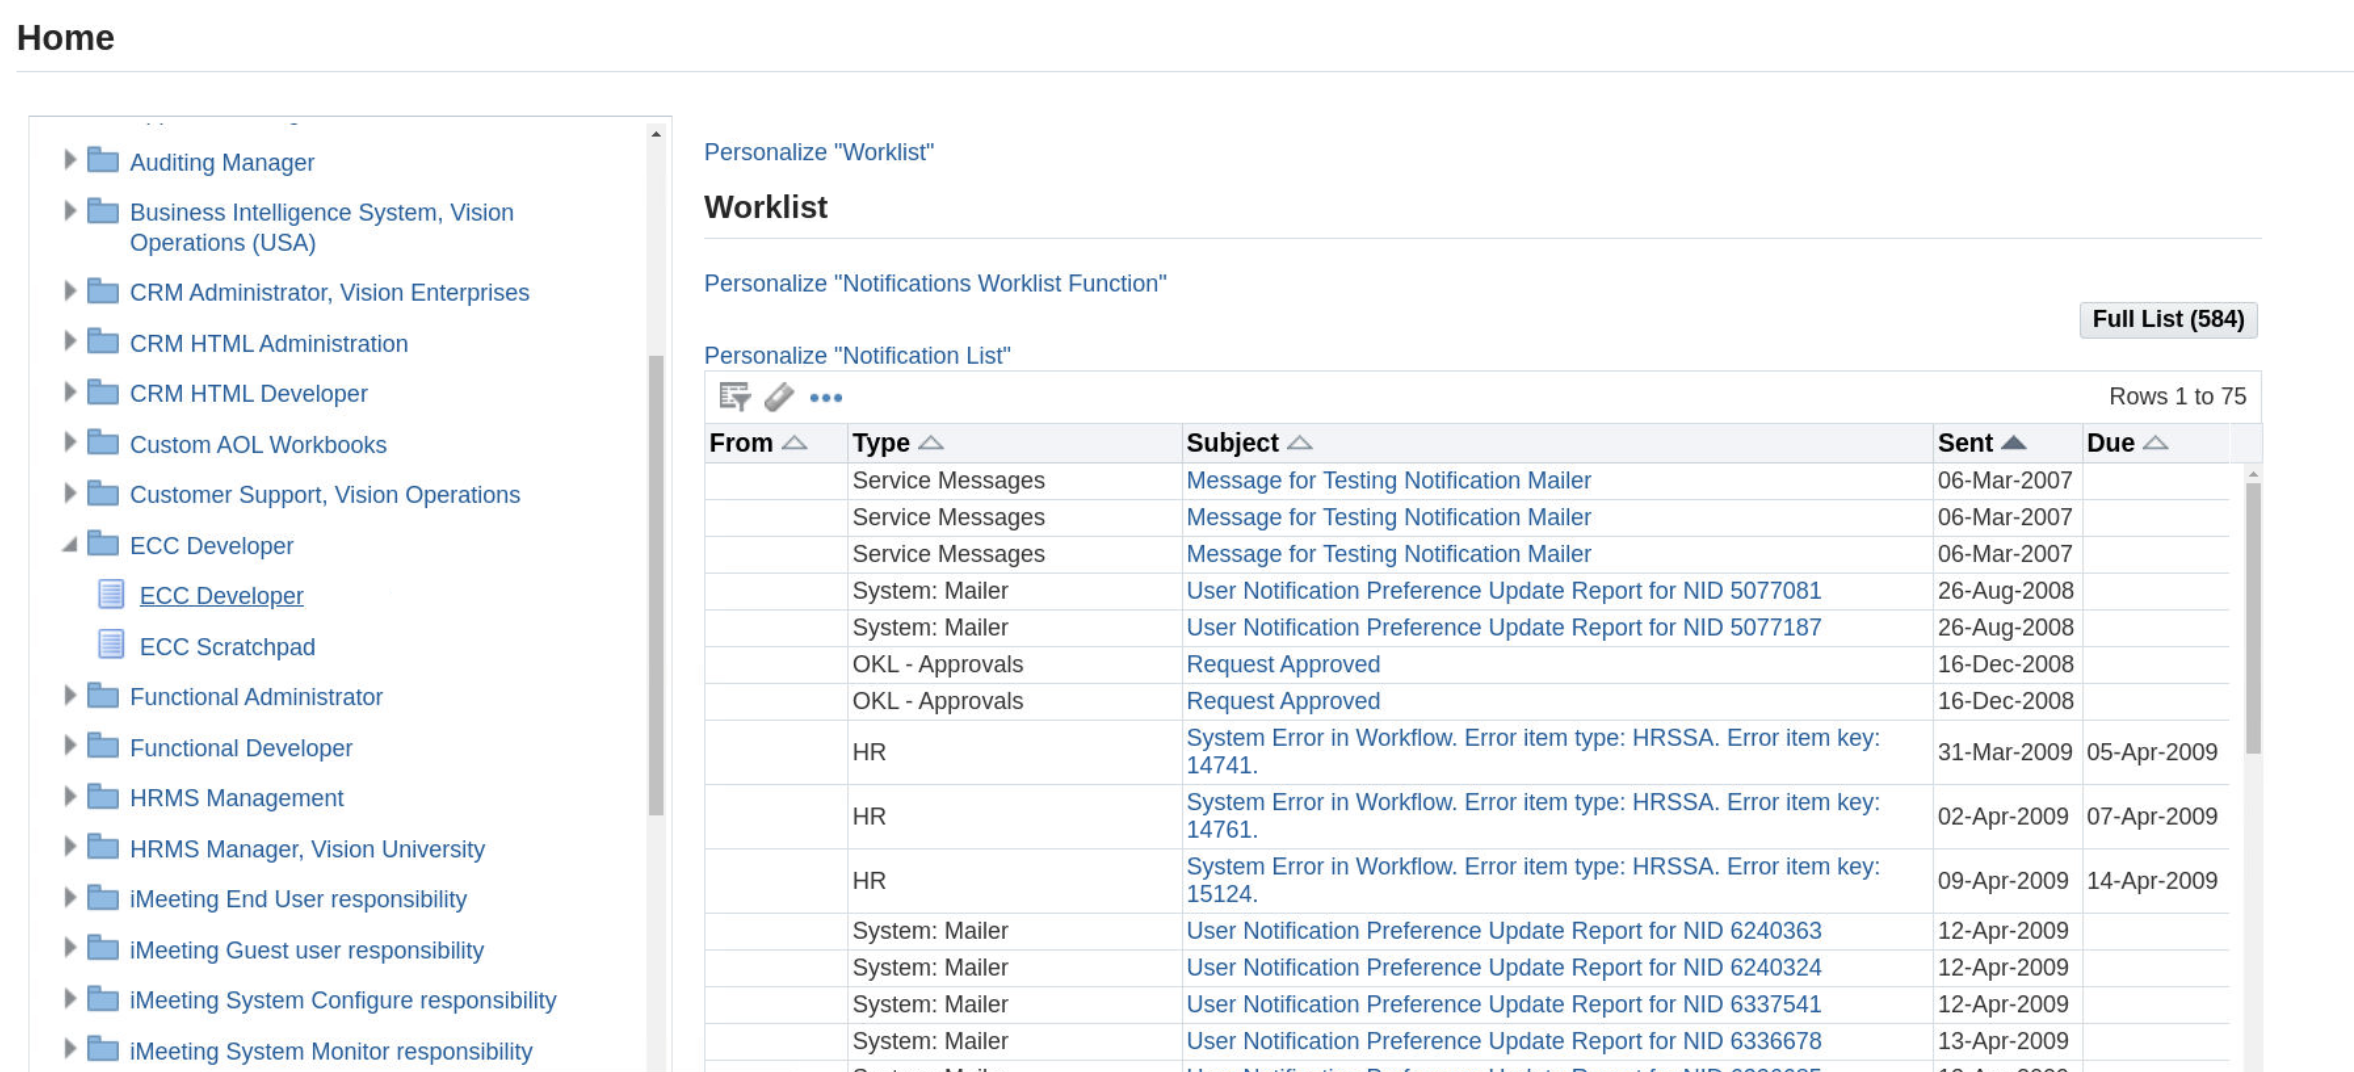 Home
Auditing Manager
Business Intelligence System, Vision
Operations (USA)
CRM Administrator, Vision Enterprises
CRM HTML Administration
CRM HTML Developer
Custom AOL Workbooks
Customer Support, Vision Operations
ECC Developer
ECC Developer
ECC Scratchpad
Functional Administrator
Functional Developer
HRMS Management
HRMS Manager, Vision University
iMeeting End User responsibility
iMeeting Guest user responsibility
iMeeting System Configure responsibility
iMeeting System Monitor responsibility
Personalize "Worklist"
Worklist
Personalize "Notifications Worklist Function"
Full List (584)
Personalize "Notification List"
Rows 1 to 75
From Type Subject Sent Due
Service Messages Message for Testing Notification Mailer 06-Mar-2007
Service Messages Message for Testing Notification Mailer 06-Mar-2007
Service Messages Message for Testing Notification Mailer 06-Mar-2007
System: Mailer User Notification Preference Update Report for NID 5077081 26-Aug-2008
System: Mailer User Notification Preference Update Report for NID 5077187 26-Aug-2008
OKL - Approvals Request Approved 16-Dec-2008
OKL - Approvals Request Approved 16-Dec-2008
HR System Error in Workflow. Error item type: HRSSA. Error item key: 31-Mar-2009 05-Apr-2009
14741.
HR System Error in Workflow. Error item type: HRSSA. Error item key: 02-Apr-2009 07-Apr-2009
14761.
HR System Error in Workflow. Error item type: HRSSA. Error item key: 09-Apr-2009 14-Apr-2009
15124.
System: Mailer User Notification Preference Update Report for NID 6240363 12-Apr-2009
System: Mailer User Notification Preference Update Report for NID 6240324 12-Apr-2009
System: Mailer User Notification Preference Update Report for NID 6337541 12-Apr-2009
System: Mailer User Notification Preference Update Report for NID 6336678 13-Apr-2009